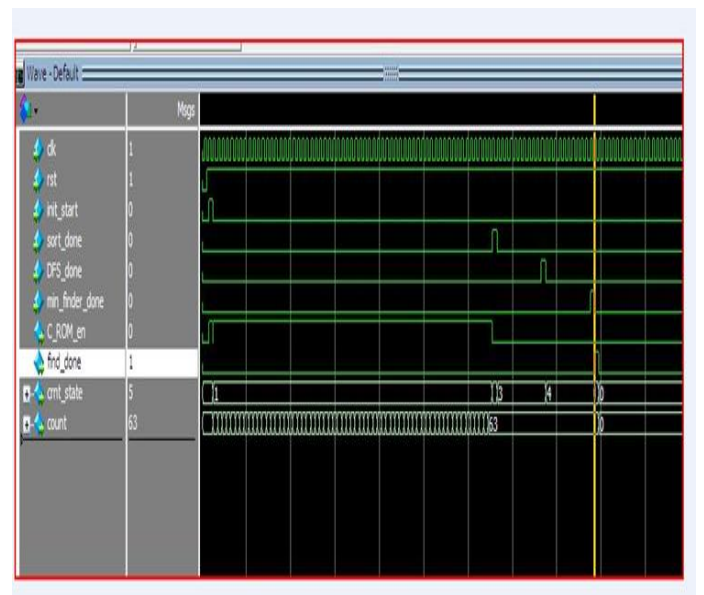 Wave - Default
Msgs
clk 1
rst 1
init_start 0
sort_done 0
DFS_done 0
min_finder_done 0
C_ROM_en 0
find_done 1
crnt_state 5 1 3 4 0
count 63 63 0